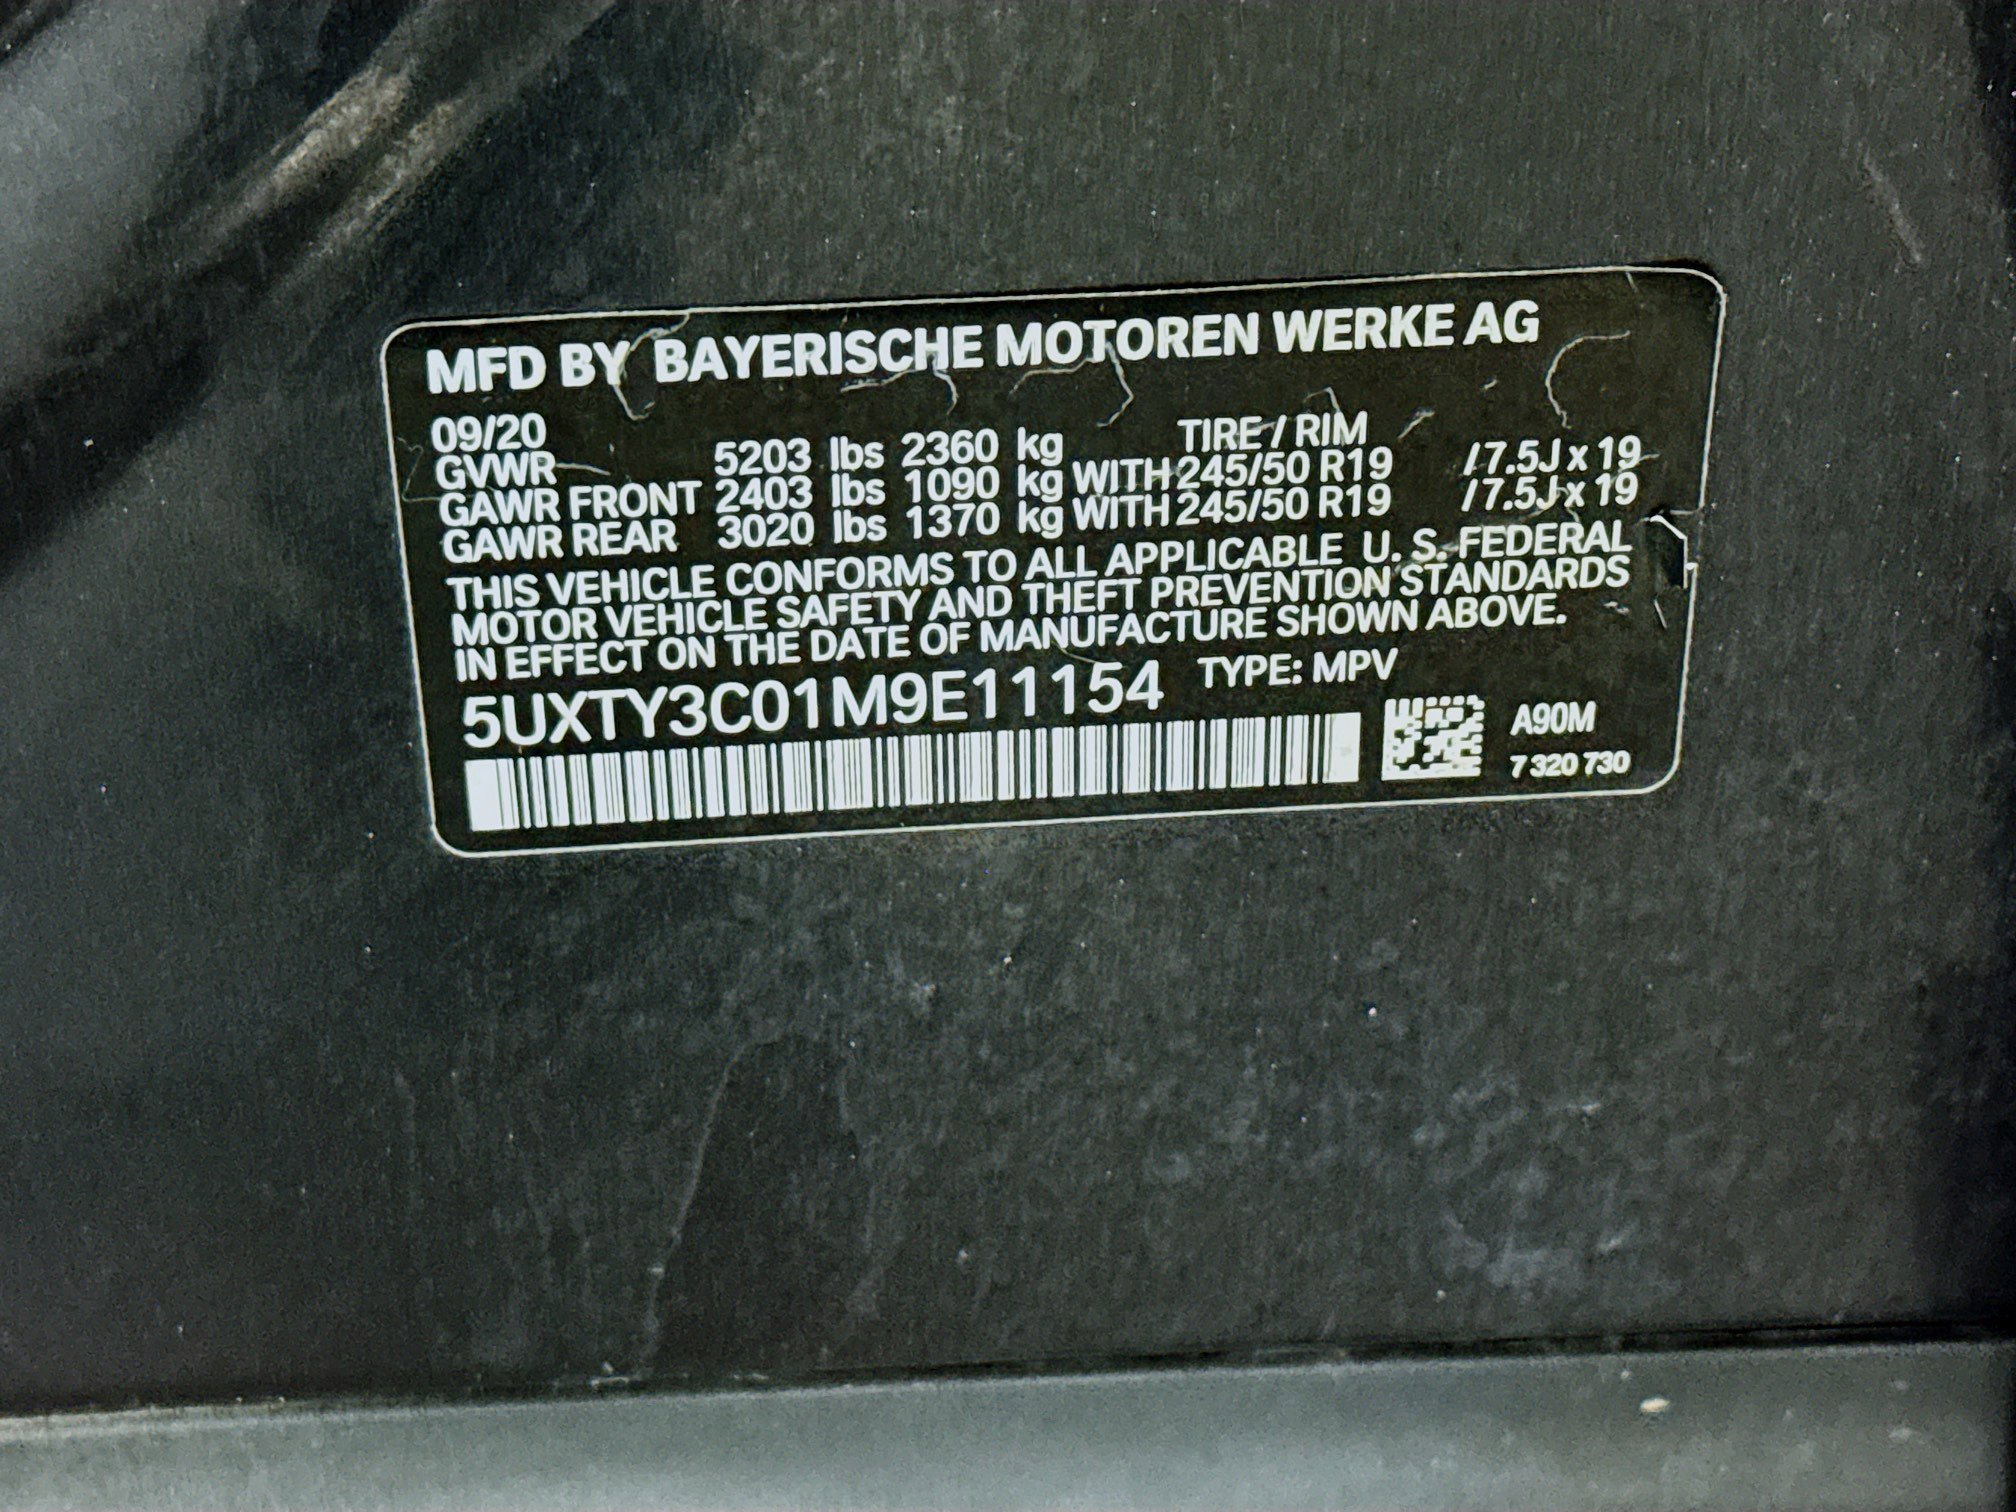 MFD BY BAYERISCHE MOTOREN WERKE AG
09/20 TIRE / RIM
GVWR 5203 lbs 2360 kg
GAWR FRONT 2403 lbs 1090 kg WITH 245/50 R19 / 7.5J x 19
GAWR REAR 3020 lbs 1370 kg WITH 245/50 R19 / 7.5J x 19
THIS VEHICLE CONFORMS TO ALL APPLICABLE U. S. FEDERAL
MOTOR VEHICLE SAFETY AND THEFT PREVENTION STANDARDS
IN EFFECT ON THE DATE OF MANUFACTURE SHOWN ABOVE.
5UXTY3C01M9E11154 TYPE: MPV
A90M
7 320 730